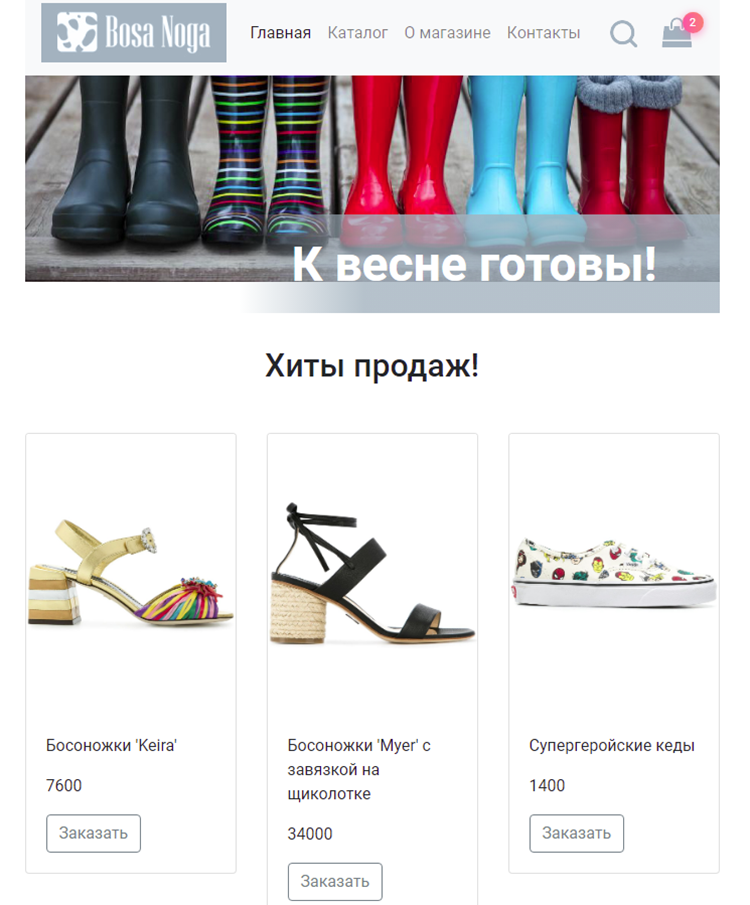 Bosa Noga
Главная Каталог О магазине Контакты
2
К весне готовы!
Хиты продаж!
Босоножки 'Keira'
7600
Заказать
Босоножки 'Myer' с
завязкой на
щиколотке
34000
Заказать
Супергеройские кеды
1400
Заказать